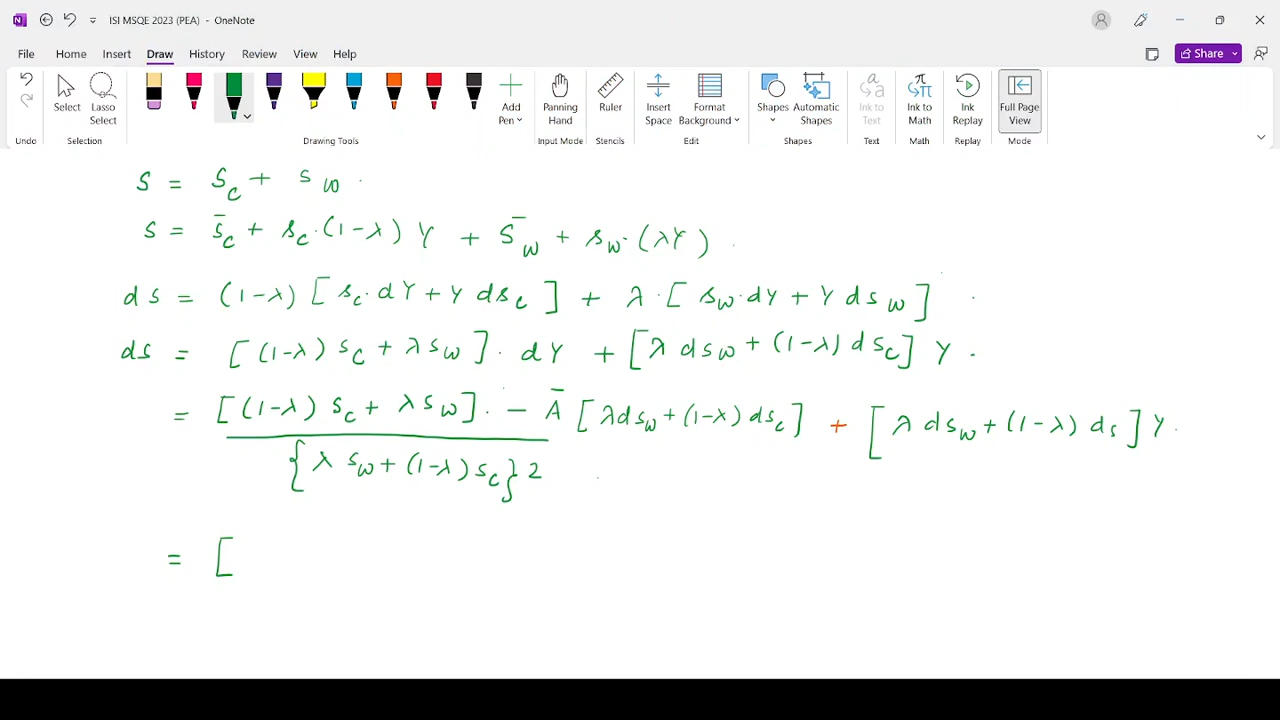 ISI MSQE 2023 (PEA) - OneNote
File Home Insert Draw History Review View Help Share
Undo Select Lasso Select Add Pen Panning Hand Ruler Insert Space Format Background Shapes Automatic Shapes Ink to Text Ink to Math Ink Replay Full Page View
Undo Selection Drawing Tools Input Mode Stencils Edit Shapes Text Math Replay Mode
S = S_c + s_w .
S = S̄_c + s_c·(1-λ) Y + S̄_w + s_w·(λY) .
ds = (1-λ) [ s_c·dY + Y ds_c ] + λ·[ s_w·dY + Y ds_w ] .
ds = [ (1-λ) s_c + λ s_w ]· dY + [ λ ds_w + (1-λ) ds_c ] Y .
= [(1-λ) s_c + λ s_w]· - Ā [ λds_w + (1-λ) ds_c ] + [ λ ds_w + (1-λ) ds ] Y .
{ λ s_w + (1-λ) s_c } 2
= [